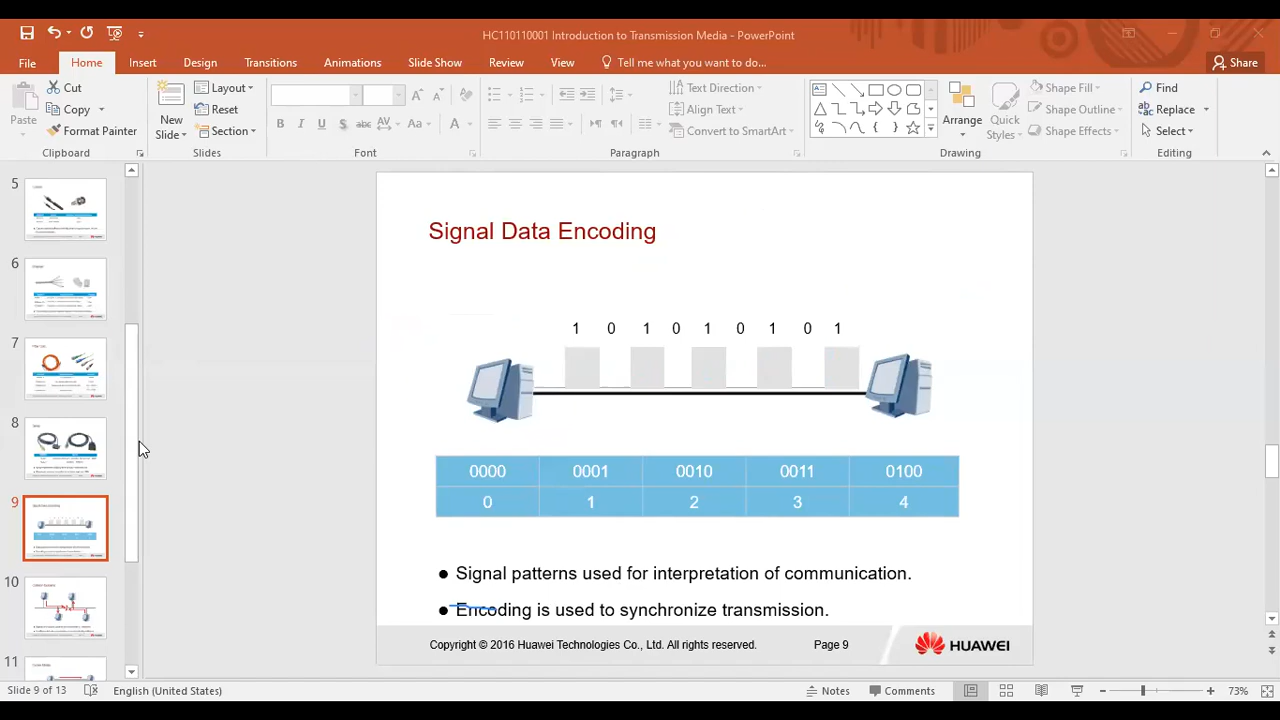 HC110110001 Introduction to Transmission Media - PowerPoint
File Home Insert Design Transitions Animations Slide Show Review View Tell me what you want to do... Share
Paste
Cut
Copy
Format Painter
Clipboard
New
Slide
Layout
Reset
Section
Slides
B I U S abc AV Aa A
Font
Text Direction
Align Text
Convert to SmartArt
Paragraph
Arrange
Quick
Styles
Shape Fill
Shape Outline
Shape Effects
Drawing
Find
Replace
Select
Editing
5
6
7
8
9
10
11
Signal Data Encoding
1 0 1 0 1 0 1 0 1
0000 0001 0010 0011 0100
0 1 2 3 4
Signal patterns used for interpretation of communication.
Encoding is used to synchronize transmission.
Copyright © 2016 Huawei Technologies Co., Ltd. All rights reserved. Page 9 HUAWEI
Slide 9 of 13 English (United States) Notes Comments 73%